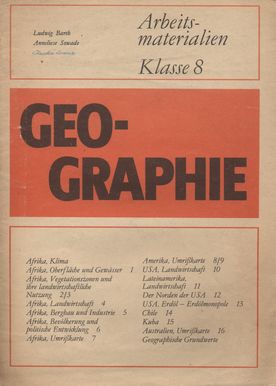 Ludwig Barth
Anneliese Sewade
Arbeits-
materialien
Klasse 8
GEO-
GRAPHIE
Afrika, Klima
Afrika, Oberfläche und Gewässer 1
Afrika, Vegetationszonen und
ihre landwirtschaftliche
Nutzung 2/3
Afrika, Landwirtschaft 4
Afrika, Bergbau und Industrie 5
Afrika, Bevölkerung und
politische Entwicklung 6
Afrika, Umrißkarte 7
Amerika, Umrißkarte 8/9
USA, Landwirtschaft 10
Lateinamerika,
Landwirtschaft 11
Der Norden der USA 12
USA, Erdöl – Erdölmonopole 13
Chile 14
Kuba 15
Australien, Umrißkarte 16
Geographische Grundwerte